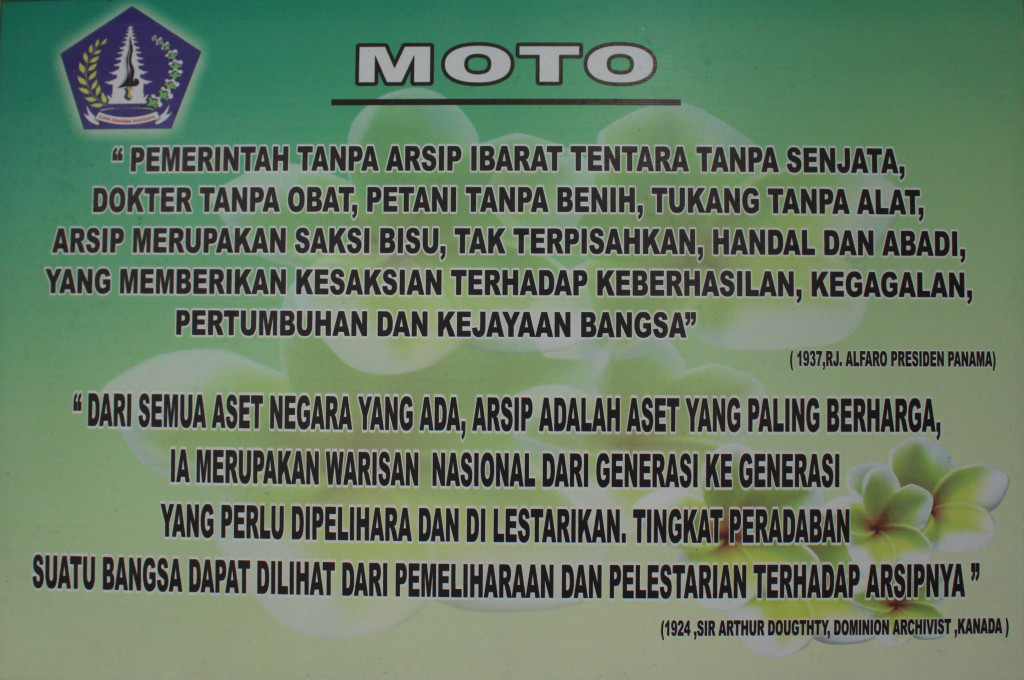 MOTO
“ PEMERINTAH TANPA ARSIP IBARAT TENTARA TANPA SENJATA,
DOKTER TANPA OBAT, PETANI TANPA BENIH, TUKANG TANPA ALAT,
ARSIP MERUPAKAN SAKSI BISU, TAK TERPISAHKAN, HANDAL DAN ABADI,
YANG MEMBERIKAN KESAKSIAN TERHADAP KEBERHASILAN, KEGAGALAN,
PERTUMBUHAN DAN KEJAYAAN BANGSA”
( 1937,RJ. ALFARO PRESIDEN PANAMA)
“ DARI SEMUA ASET NEGARA YANG ADA, ARSIP ADALAH ASET YANG PALING BERHARGA,
IA MERUPAKAN WARISAN NASIONAL DARI GENERASI KE GENERASI
YANG PERLU DIPELIHARA DAN DI LESTARIKAN. TINGKAT PERADABAN
SUATU BANGSA DAPAT DILIHAT DARI PEMELIHARAAN DAN PELESTARIAN TERHADAP ARSIPNYA ”
(1924 ,SIR ARTHUR DOUGTHTY, DOMINION ARCHIVIST ,KANADA )